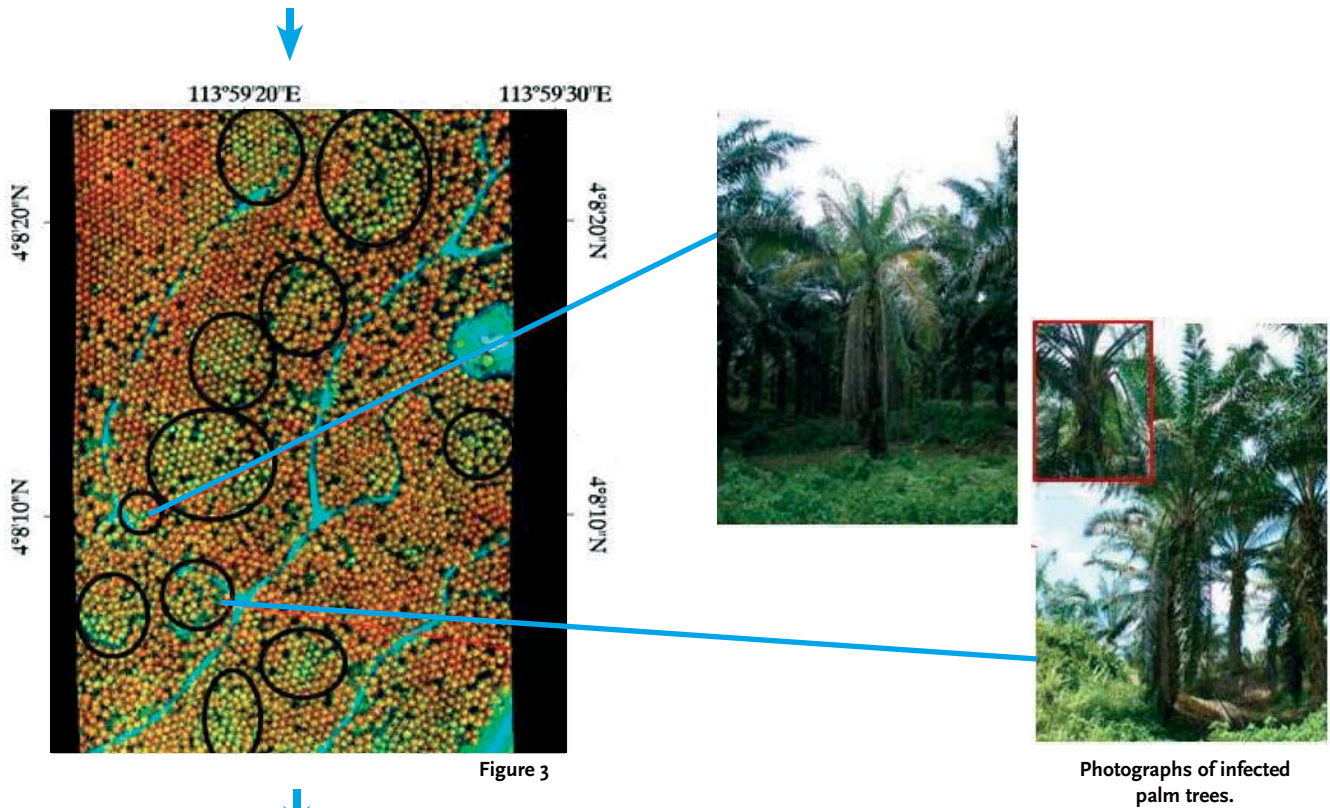 113°59'20"E 113°59'30"E
4°8'20"N 4°8'20"N
4°8'10"N 4°8'10"N
Figure 3
Photographs of infected
palm trees.